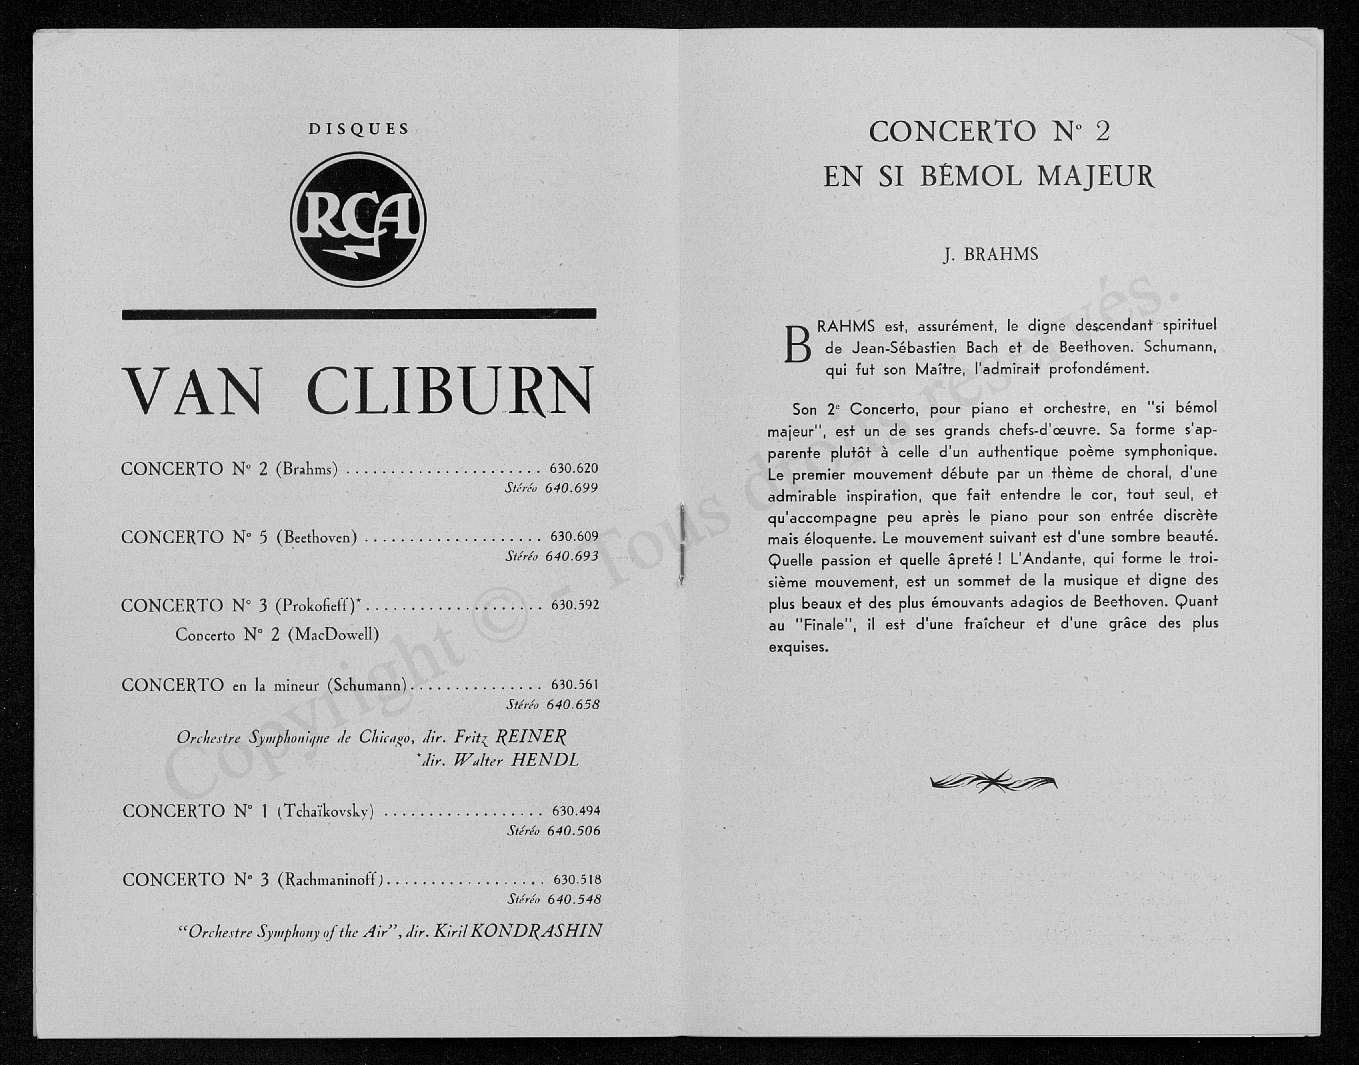 DISQUES
RCA
VAN CLIBURN
CONCERTO Nº 2 (Brahms) ...................... 630.620
Stéréo 640.699
CONCERTO Nº 5 (Beethoven) .................... 630.609
Stéréo 640.693
CONCERTO Nº 3 (Prokofieff)*.................... 630.592
Concerto Nº 2 (MacDowell)
CONCERTO en la mineur (Schumann)............... 630.561
Stéréo 640.658
Orchestre Symphonique de Chicago, dir. Fritz REINER
*dir. Walter HENDL
CONCERTO Nº 1 (Tchaïkovsky) .................. 630.494
Stéréo 640.506
CONCERTO Nº 3 (Rachmaninoff).................. 630.518
Stéréo 640.548
“Orchestre Symphony of the Air”, dir. Kiril KONDRASHIN
CONCERTO Nº 2
EN SI BÉMOL MAJEUR
J. BRAHMS
BRAHMS est, assurément, le digne descendant spirituel
de Jean-Sébastien Bach et de Beethoven. Schumann,
qui fut son Maître, l'admirait profondément.
Son 2e Concerto, pour piano et orchestre, en "si bémol
majeur", est un de ses grands chefs-d'œuvre. Sa forme s'ap-
parente plutôt à celle d'un authentique poème symphonique.
Le premier mouvement débute par un thème de choral, d'une
admirable inspiration, que fait entendre le cor, tout seul, et
qu'accompagne peu après le piano pour son entrée discrète
mais éloquente. Le mouvement suivant est d'une sombre beauté.
Quelle passion et quelle âpreté ! L'Andante, qui forme le troi-
sième mouvement, est un sommet de la musique et digne des
plus beaux et des plus émouvants adagios de Beethoven. Quant
au "Finale", il est d'une fraîcheur et d'une grâce des plus
exquises.
Copyright © - Tous droits réservés.